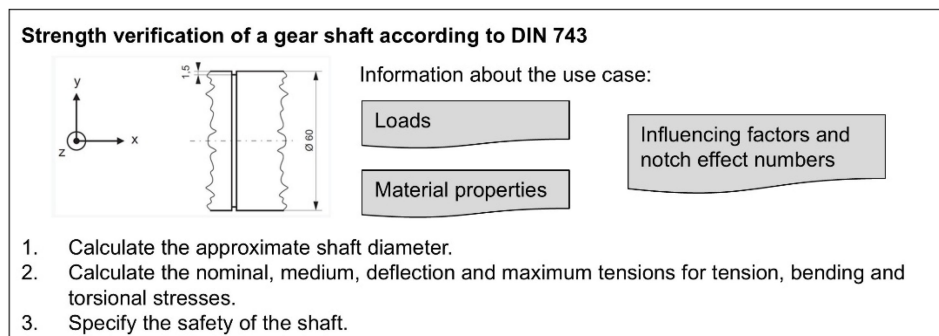 Strength verification of a gear shaft according to DIN 743
y
x
z
1,5
Ø 60
Information about the use case:
Loads
Material properties
Influencing factors and
notch effect numbers
1. Calculate the approximate shaft diameter.
2. Calculate the nominal, medium, deflection and maximum tensions for tension, bending and
torsional stresses.
3. Specify the safety of the shaft.